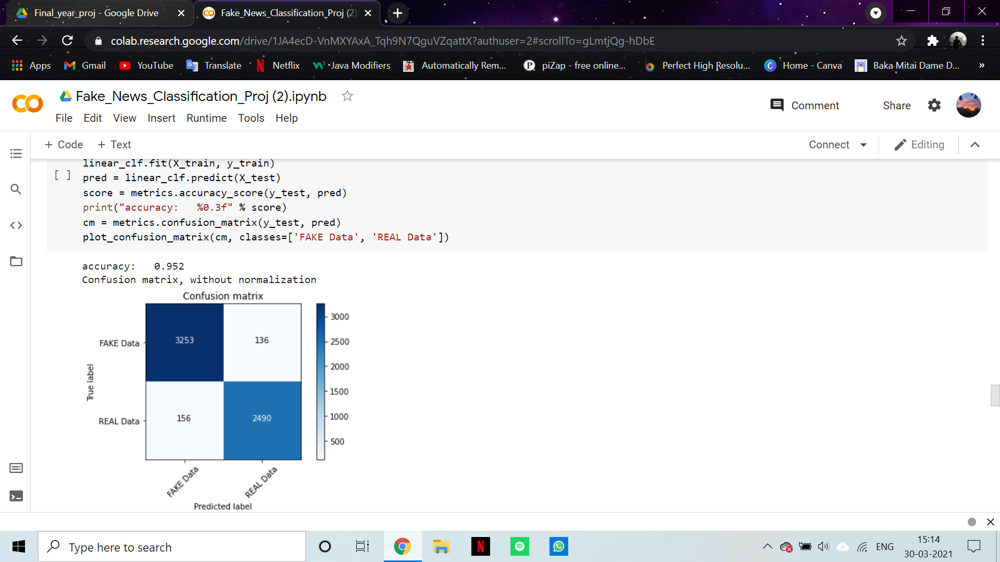 Final_year_proj - Google Drive
Fake_News_Classification_Proj (2)
colab.research.google.com/drive/1JA4ecD-VnMXYAxA_Tqh9N7QguVZqattX?authuser=2#scrollTo=gLmtjQg-hDbE
Apps Gmail YouTube Translate Netflix Java Modifiers Automatically Rem... piZap - free online... Perfect High Resolu... Home - Canva Baka Mitai Dame D... »
Fake_News_Classification_Proj (2).ipynb
Comment Share
File Edit View Insert Runtime Tools Help
+ Code + Text
Connect Editing
linear_clf.fit(X_train, y_train)
[ ] pred = linear_clf.predict(X_test)
score = metrics.accuracy_score(y_test, pred)
print("accuracy:   %0.3f" % score)
cm = metrics.confusion_matrix(y_test, pred)
plot_confusion_matrix(cm, classes=['FAKE Data', 'REAL Data'])
accuracy:   0.952
Confusion matrix, without normalization
Confusion matrix
FAKE Data
REAL Data
True label
3253 136
156 2490
FAKE Data REAL Data
Predicted label
3000
2500
2000
1500
1000
500
Type here to search
ENG
15:14
30-03-2021